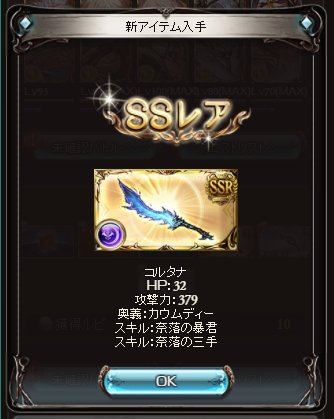 新アイテム入手
Lv95
SSレア
SSR
コルタナ
HP:32
攻撃力:379
奥義:カウムディー
スキル:奈落の暴君
スキル:奈落の三手
10
OK